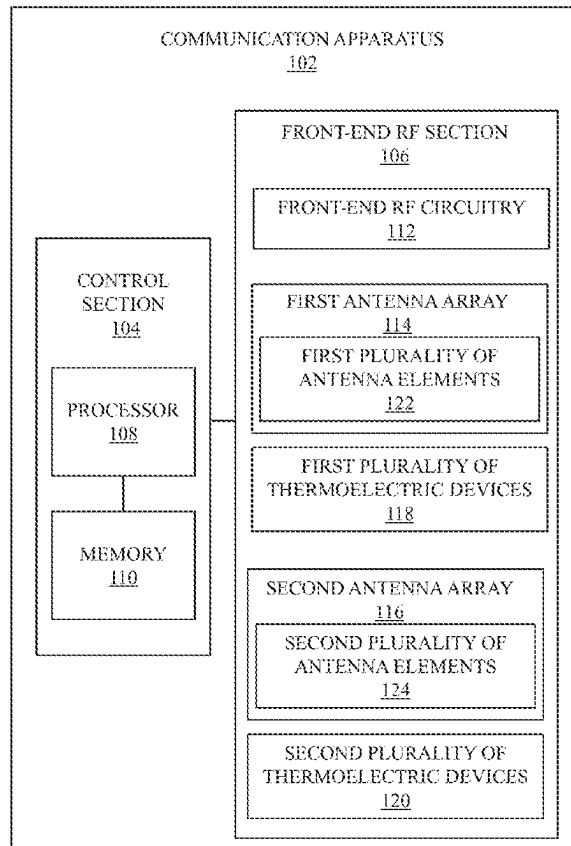 COMMUNICATION APPARATUS
102
FRONT-END RF SECTION
106
FRONT-END RF CIRCUITRY
112
CONTROL
SECTION
104
PROCESSOR
108
MEMORY
110
FIRST ANTENNA ARRAY
114
FIRST PLURALITY OF
ANTENNA ELEMENTS
122
FIRST PLURALITY OF
THERMOELECTRIC DEVICES
118
SECOND ANTENNA ARRAY
116
SECOND PLURALITY OF
ANTENNA ELEMENTS
124
SECOND PLURALITY OF
THERMOELECTRIC DEVICES
120